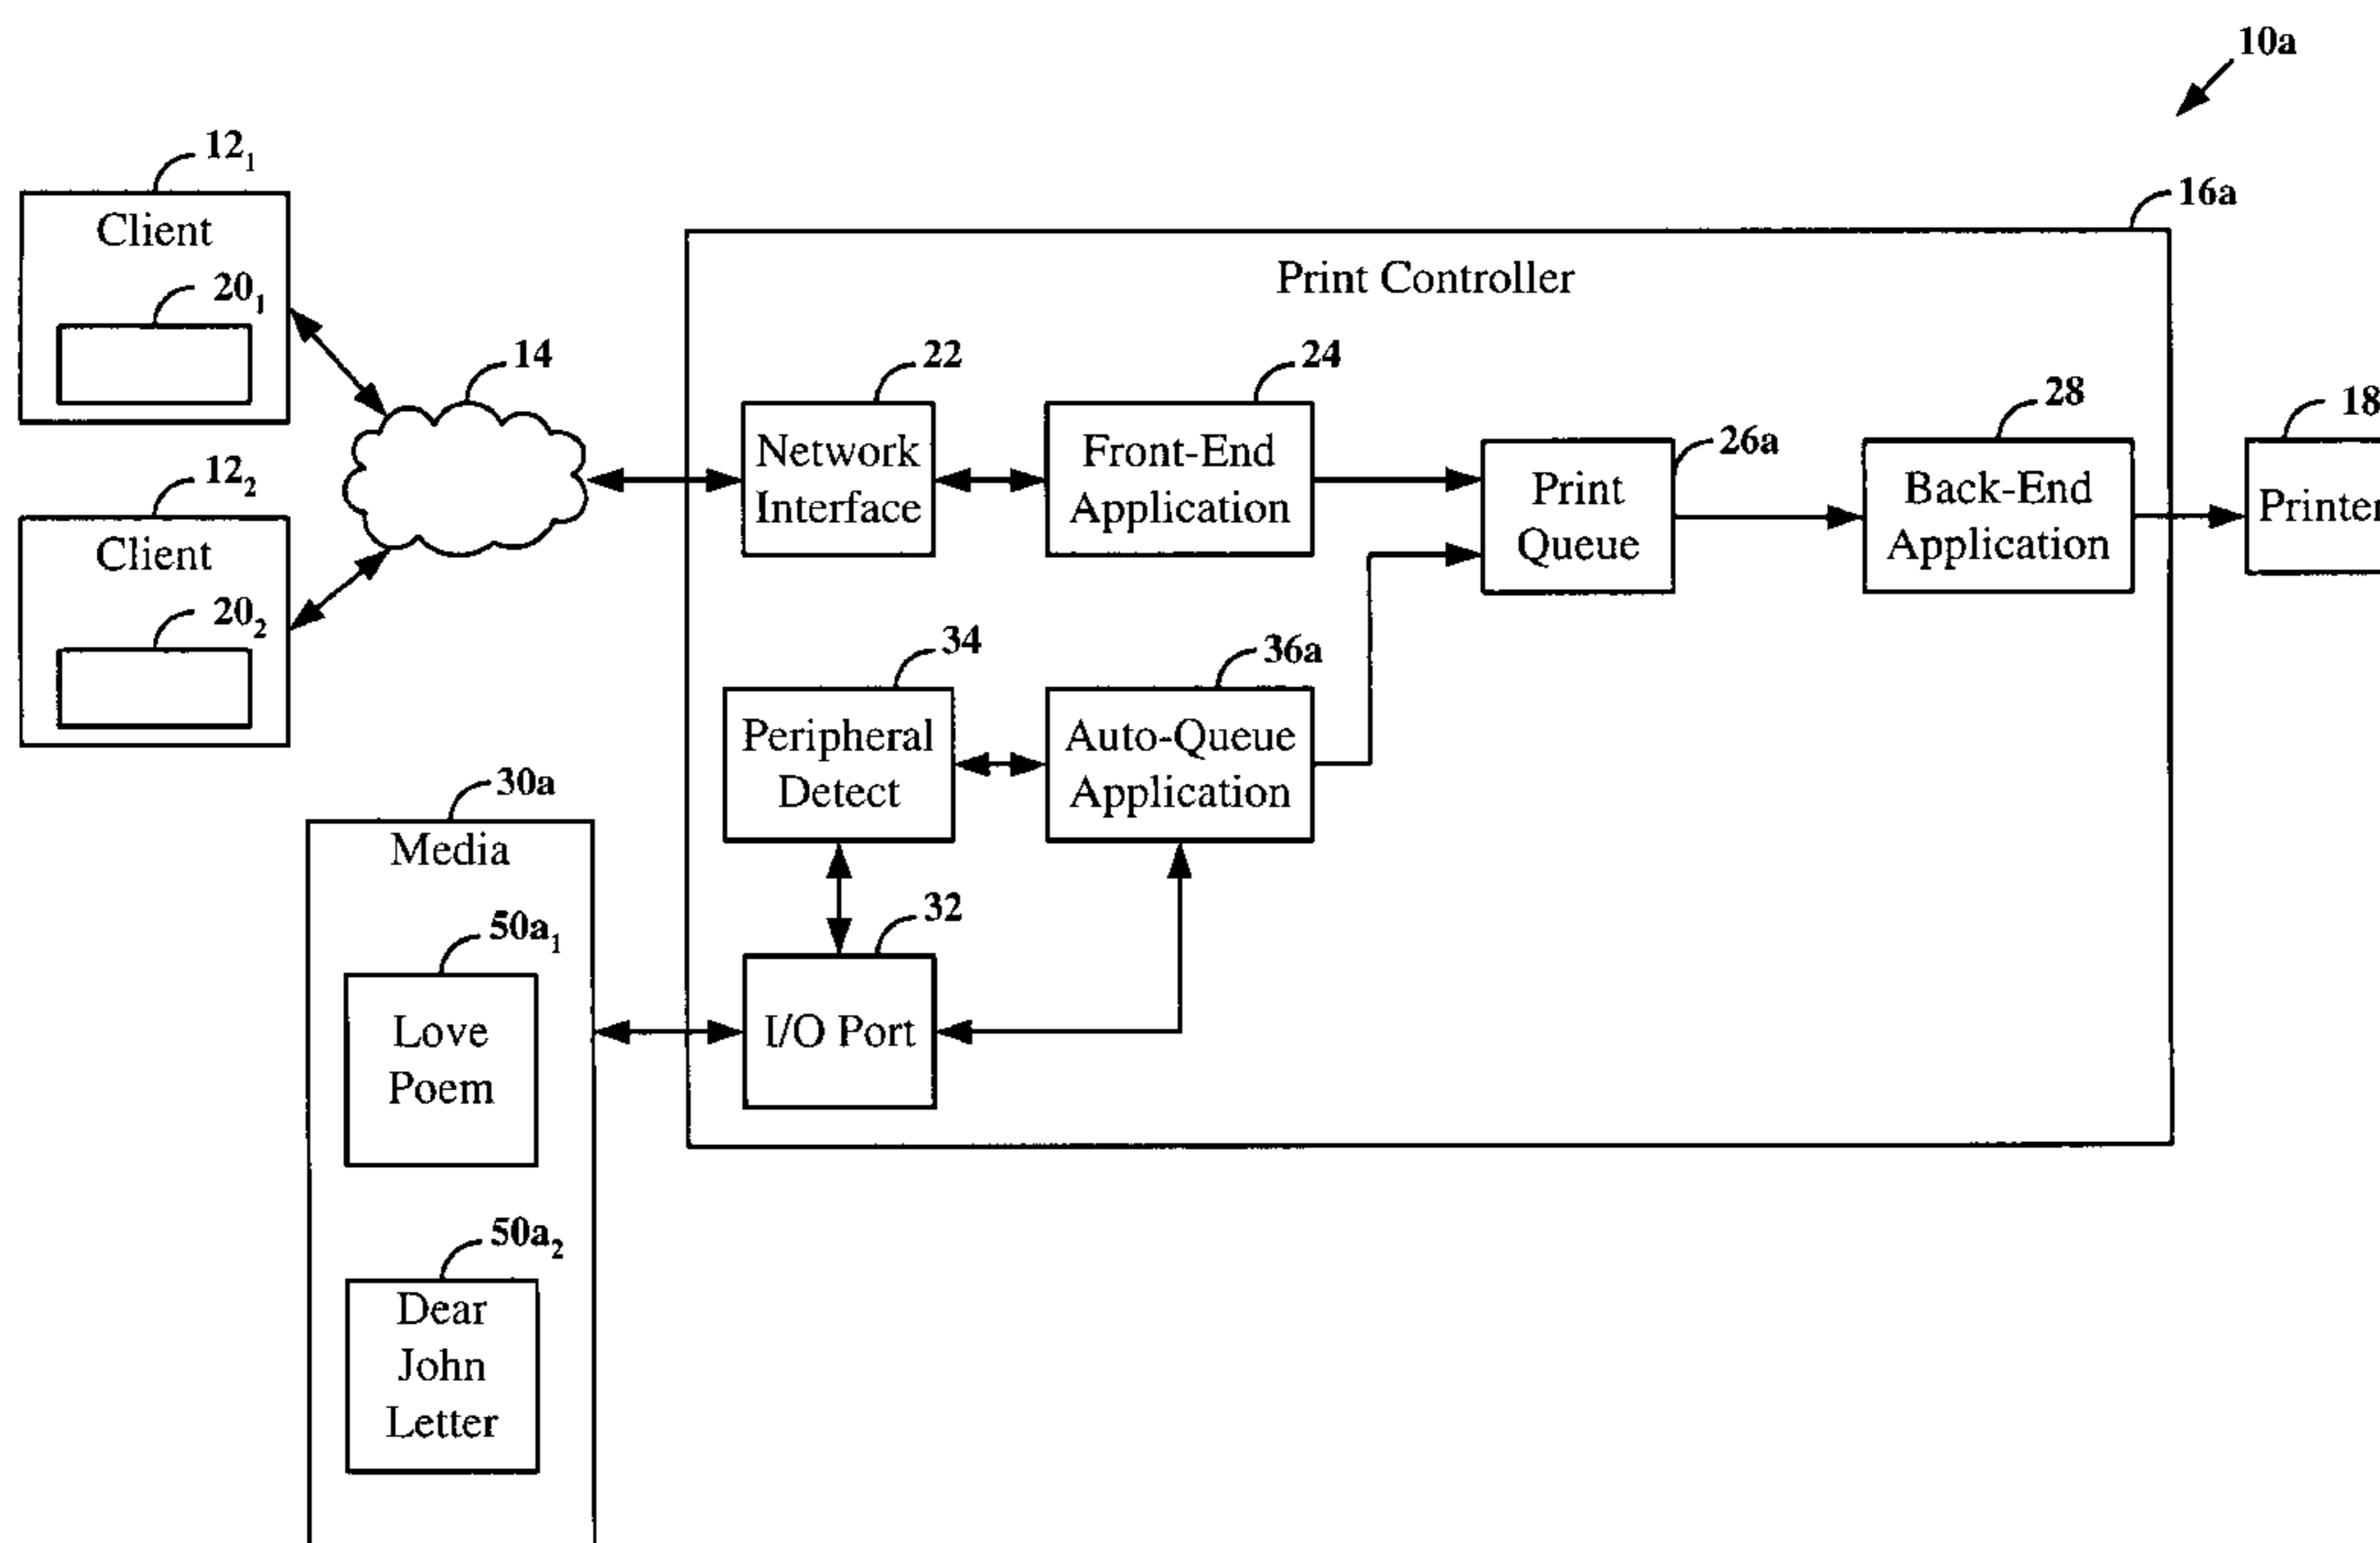 10a
12₁
Client
20₁
12₂
Client
20₂
14
16a
Print Controller
22
Network
Interface
24
Front-End
Application
26a
Print
Queue
28
Back-End
Application
18
Printer
34
Peripheral
Detect
36a
Auto-Queue
Application
32
I/O Port
30a
Media
50a₁
Love
Poem
50a₂
Dear
John
Letter